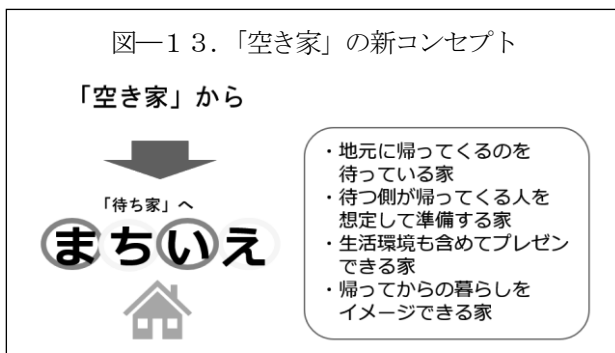 図―１３．「空き家」の新コンセプト
「空き家」から
「待ち家」へ
まちいえ
・地元に帰ってくるのを
待っている家
・待つ側が帰ってくる人を
想定して準備する家
・生活環境も含めてプレゼン
できる家
・帰ってからの暮らしを
イメージできる家